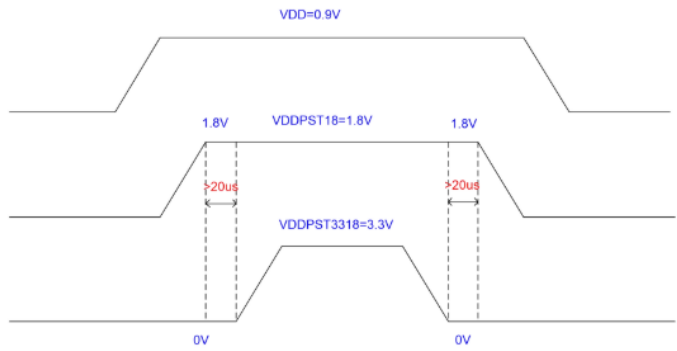 VDD=0.9V
1.8V VDDPST18=1.8V 1.8V
>20us >20us
VDDPST3318=3.3V
0V 0V